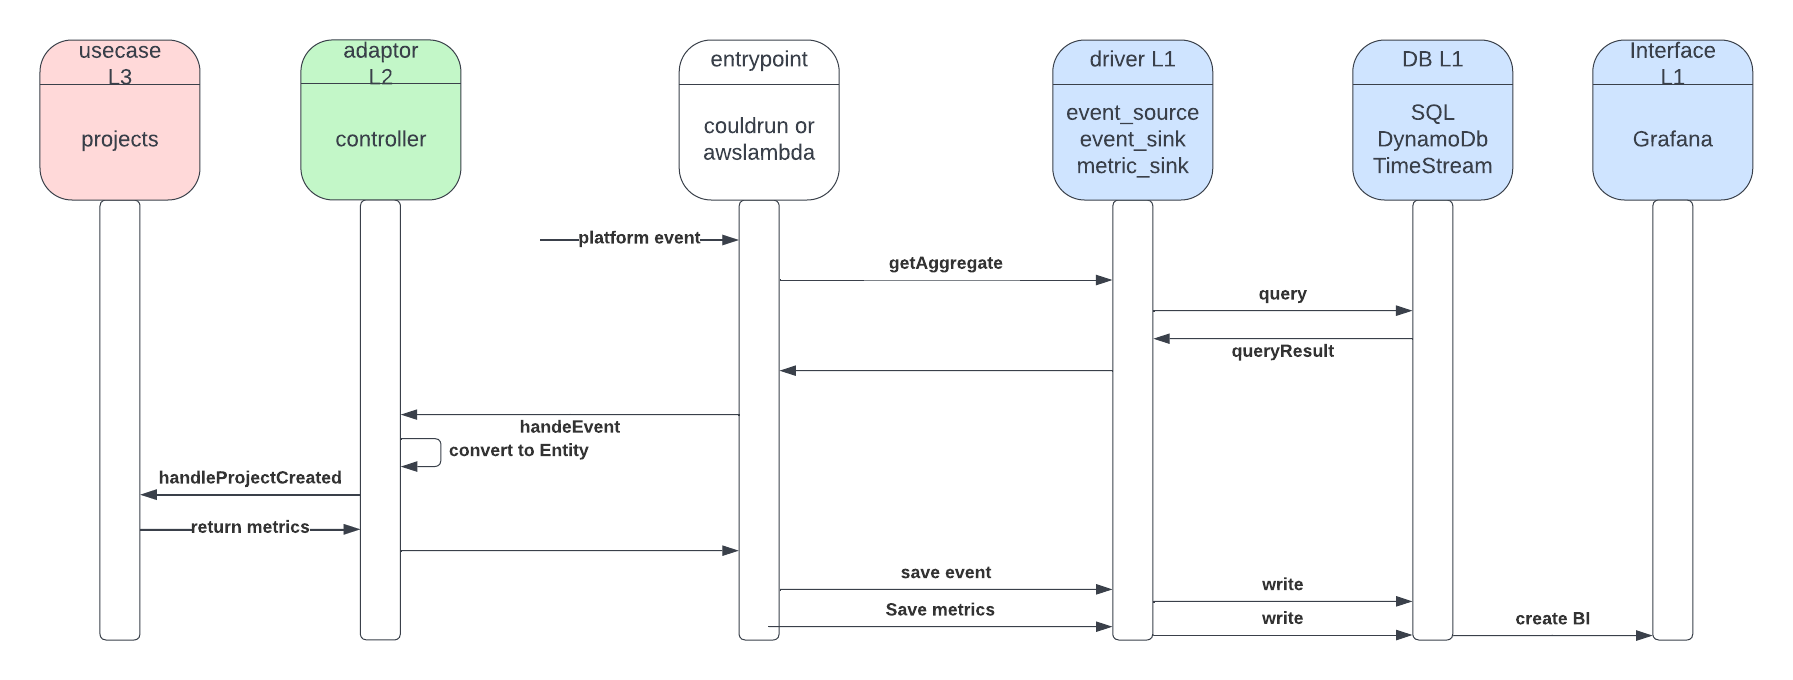 usecase
L3
projects
adaptor
L2
controller
entrypoint
couldrun or
awslambda
driver L1
event_source
event_sink
metric_sink
DB L1
SQL
DynamoDb
TimeStream
Interface
L1
Grafana
platform event
getAggregate
query
queryResult
handeEvent
convert to Entity
handleProjectCreated
return metrics
save event
write
Save metrics
write
create BI